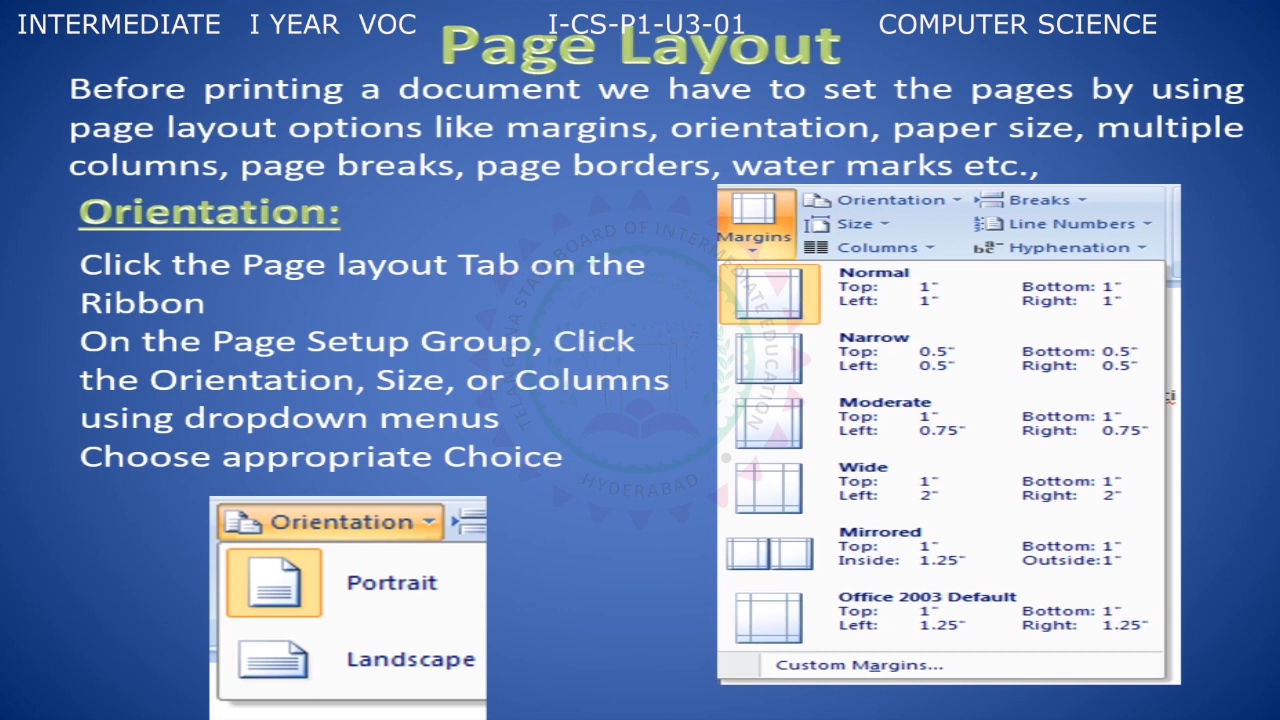 INTERMEDIATE I YEAR VOC I-CS-P1-U3-01 COMPUTER SCIENCE
Page Layout
Before printing a document we have to set the pages by using
page layout options like margins, orientation, paper size, multiple
columns, page breaks, page borders, water marks etc.,
Orientation:
Click the Page layout Tab on the
Ribbon
On the Page Setup Group, Click
the Orientation, Size, or Columns
using dropdown menus
Choose appropriate Choice
Orientation
Portrait
Landscape
Margins
Orientation Breaks
Size Line Numbers
Columns Hyphenation
Normal
Top: 1" Bottom: 1"
Left: 1" Right: 1"
Narrow
Top: 0.5" Bottom: 0.5"
Left: 0.5" Right: 0.5"
Moderate
Top: 1" Bottom: 1"
Left: 0.75" Right: 0.75"
Wide
Top: 1" Bottom: 1"
Left: 2" Right: 2"
Mirrored
Top: 1" Bottom: 1"
Inside: 1.25" Outside:1"
Office 2003 Default
Top: 1" Bottom: 1"
Left: 1.25" Right: 1.25"
Custom Margins...
TELANGANA STATE BOARD OF INTERMEDIATE EDUCATION
HYDERABAD